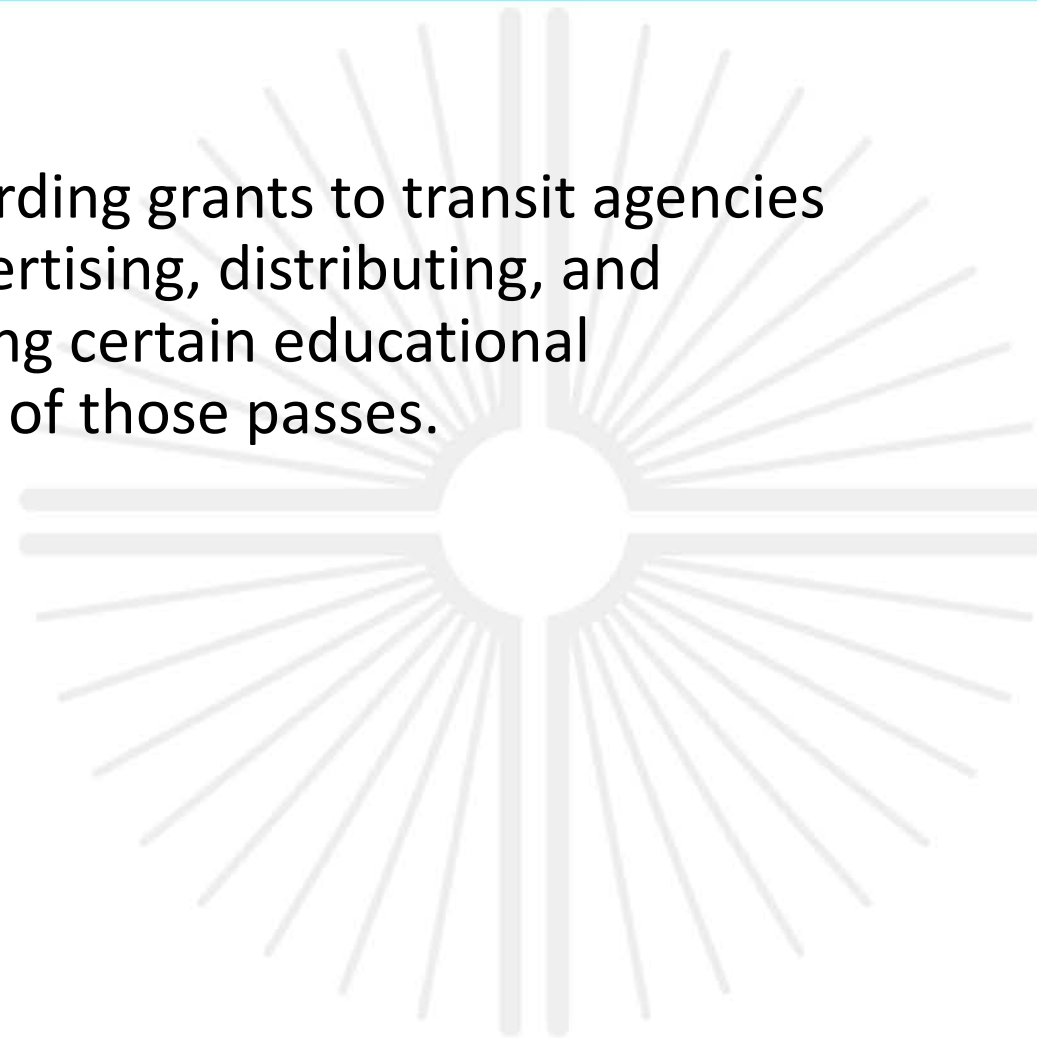 rding grants to transit agencies
ertising, distributing, and
ng certain educational
of those passes.